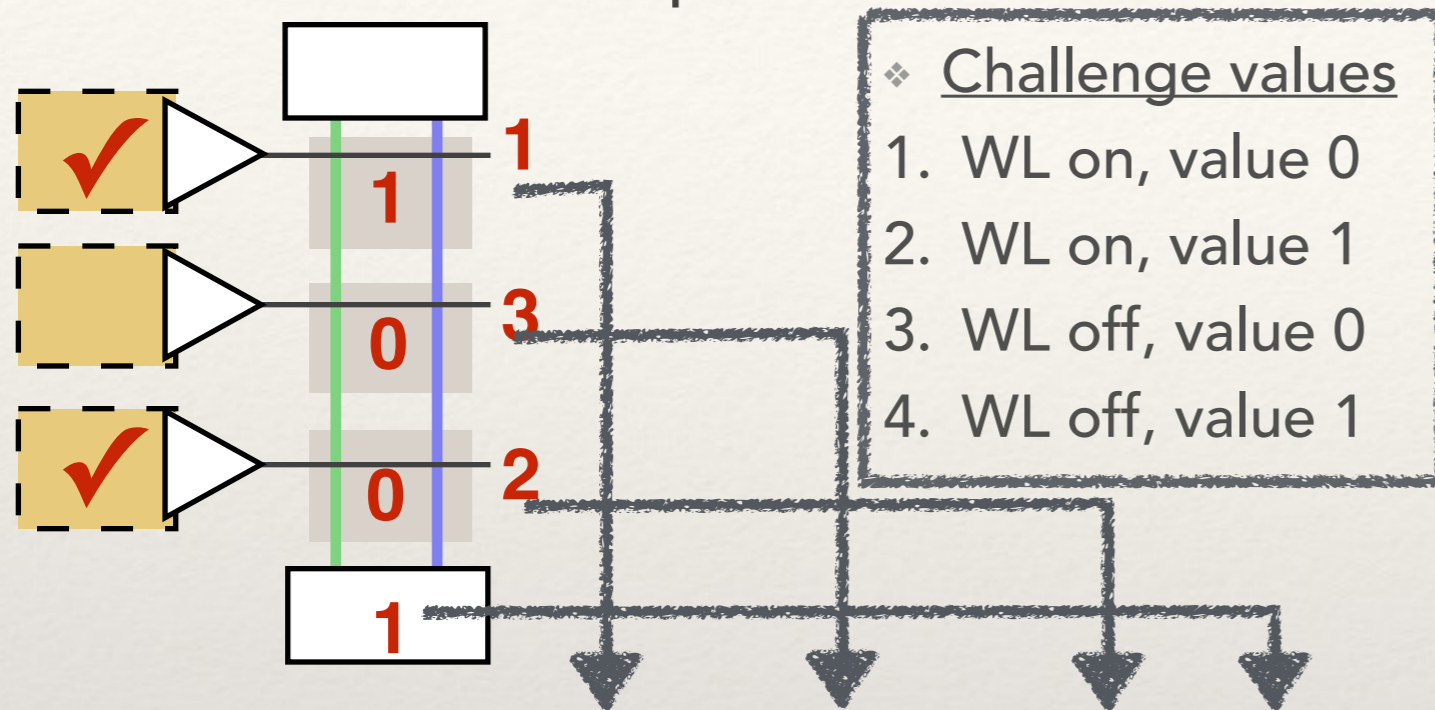 Challenge values
1. WL on, value 0
2. WL on, value 1
3. WL off, value 0
4. WL off, value 1
1
1
3
0
2
0
1